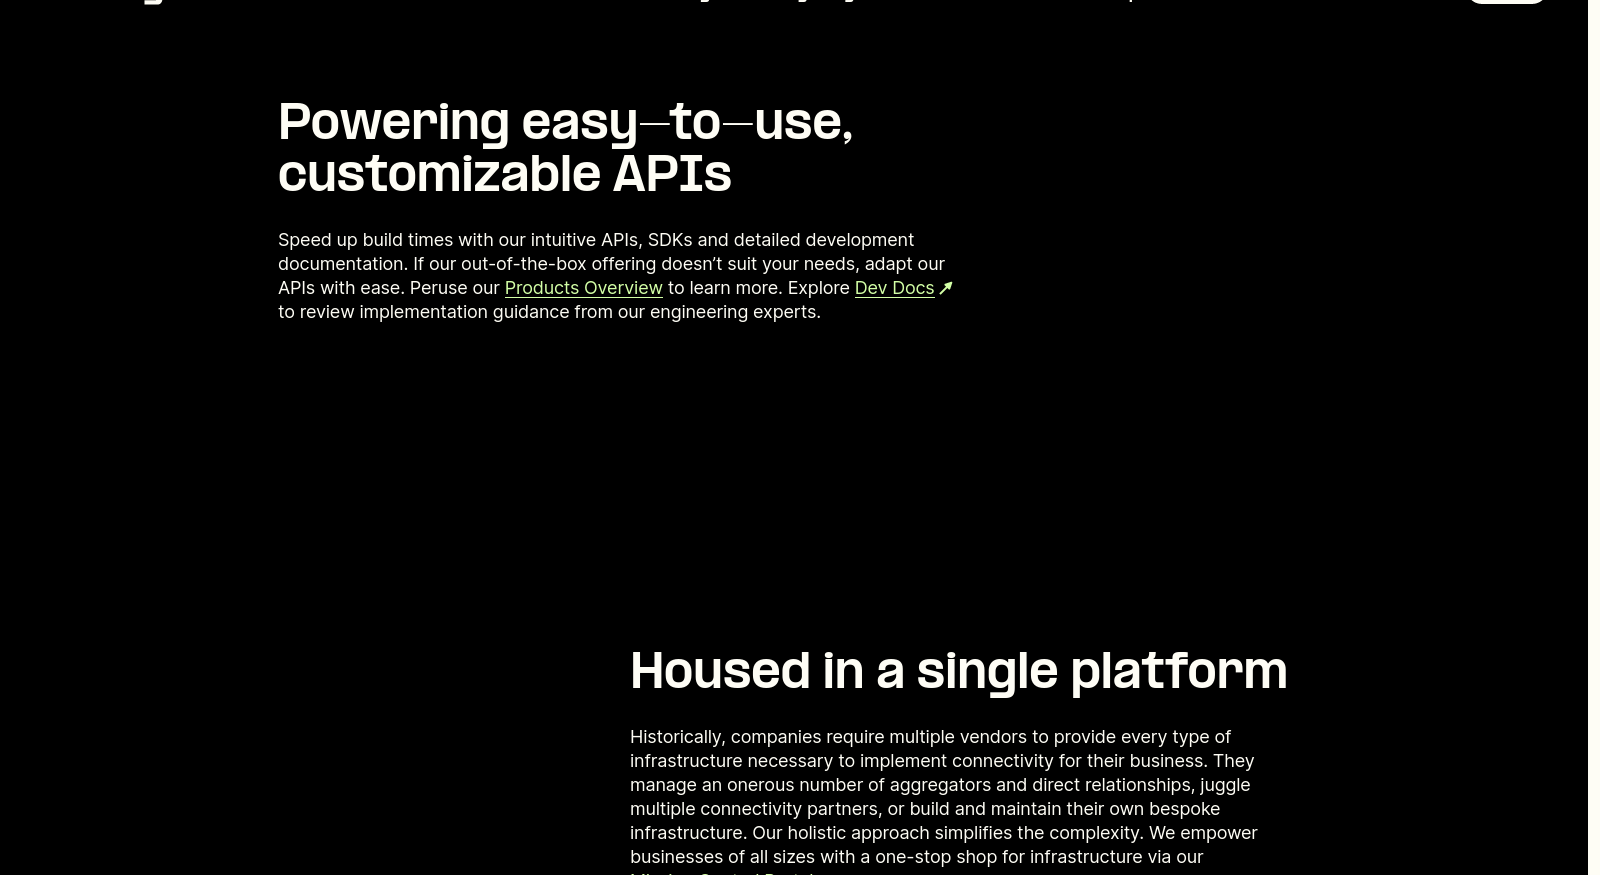 Powering easy—to—use,
customizable APIs
Speed up build times with our intuitive APIs, SDKs and detailed development
documentation. If our out-of-the-box offering doesn’t suit your needs, adapt our
APIs with ease. Peruse our Products Overview to learn more. Explore Dev Docs
to review implementation guidance from our engineering experts.
Housed in a single platform
Historically, companies require multiple vendors to provide every type of
infrastructure necessary to implement connectivity for their business. They
manage an onerous number of aggregators and direct relationships, juggle
multiple connectivity partners, or build and maintain their own bespoke
infrastructure. Our holistic approach simplifies the complexity. We empower
businesses of all sizes with a one-stop shop for infrastructure via our